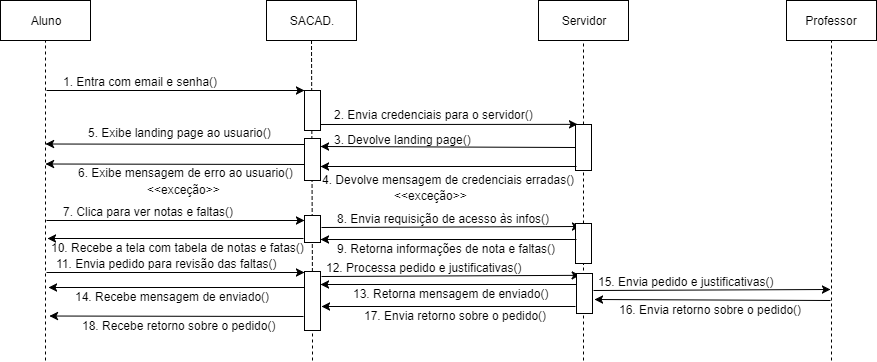 Aluno
SACAD.
Servidor
Professor
1. Entra com email e senha()
2. Envia credenciais para o servidor()
5. Exibe landing page ao usuario()
3. Devolve landing page()
6. Exibe mensagem de erro ao usuario()
<<exceção>>
4. Devolve mensagem de credenciais erradas()
<<exceção>>
7. Clica para ver notas e faltas()
8. Envia requisição de acesso ás infos()
10. Recebe a tela com tabela de notas e fatas()
9. Retorna informações de nota e faltas()
11. Envia pedido para revisão das faltas()
12. Processa pedido e justificativas()
15. Envia pedido e justificativas()
14. Recebe mensagem de enviado()
13. Retorna mensagem de enviado()
16. Envia retorno sobre o pedido()
17. Envia retorno sobre o pedido()
18. Recebe retorno sobre o pedido()